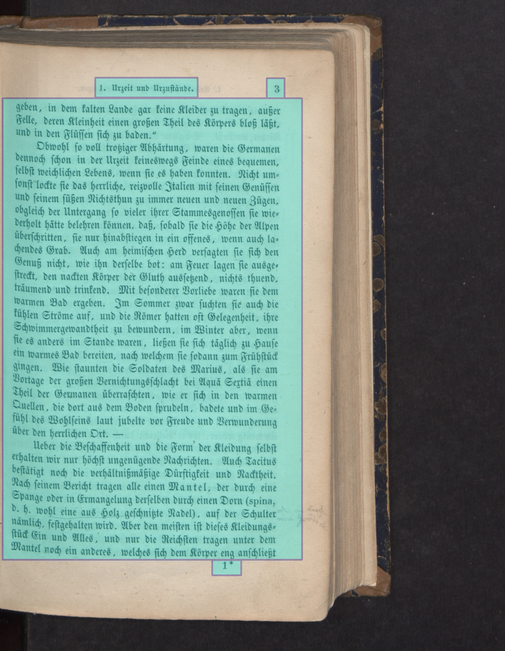 1. Urzeit und Urzustände.
3
geben, in dem kalten Lande gar keine Kleider zu tragen, außer
Felle, deren Kleinheit einen großen Theil des Körpers bloß läßt,
und in den Flüssen sich zu baden.“
Obwohl so voll trotziger Abhärtung, waren die Germanen
dennoch schon in der Urzeit keineswegs Feinde eines bequemen,
selbst weichlichen Lebens, wenn sie es haben konnten. Nicht um-
sonst lockte sie das herrliche, reizvolle Italien mit seinen Genüssen
und seinem süßen Nichtsthun zu immer neuen und neuen Zügen,
obgleich der Untergang so vieler ihrer Stammesgenossen sie wie-
derholt hätte belehren können, daß, sobald sie die Höhe der Alpen
überschritten, sie nur hinabstiegen in ein offenes, wenn auch la-
chendes Grab. Auch am heimischen Herd versagten sie sich den
Genuß nicht, wie ihn derselbe bot: am Feuer lagen sie ausge-
streckt, den nackten Körper der Gluth aussetzend, nichts thuend,
träumend und trinkend. Mit besonderer Vorliebe waren sie dem
warmen Bad ergeben. Im Sommer zwar suchten sie auch die
kühlen Ströme auf, und die Römer hatten oft Gelegenheit, ihre
Schwimmergewandtheit zu bewundern, im Winter aber, wenn
sie es anders im Stande waren, ließen sie sich täglich zu Hause
ein warmes Bad bereiten, nach welchem sie sodann zum Frühstück
gingen. Wie staunten die Soldaten des Marius, als sie am
Vortage der großen Vernichtungsschlacht bei Aquä Sextiä einen
Theil der Germanen überraschten, wie er sich in den warmen
Quellen, die dort aus dem Boden sprudeln, badete und im Ge-
fühl des Wohlseins laut jubelte vor Freude und Verwunderung
über den herrlichen Ort. —
Ueber die Beschaffenheit und die Form der Kleidung selbst
erhalten wir nur höchst ungenügende Nachrichten. Auch Tacitus
bestätigt noch die verhältnißmäßige Dürftigkeit und Nacktheit.
Nach seinem Bericht tragen alle einen Mantel, der durch eine
Spange oder in Ermangelung derselben durch einen Dorn (spina,
d. h. wohl eine aus Holz geschnitzte Nadel), auf der Schulter
nämlich, festgehalten wird. Aber den meisten ist dieses Kleidungs-
stück Ein und Alles, und nur die Reichsten tragen unter dem
Mantel noch ein anderes, welches sich dem Körper eng anschließt
1*